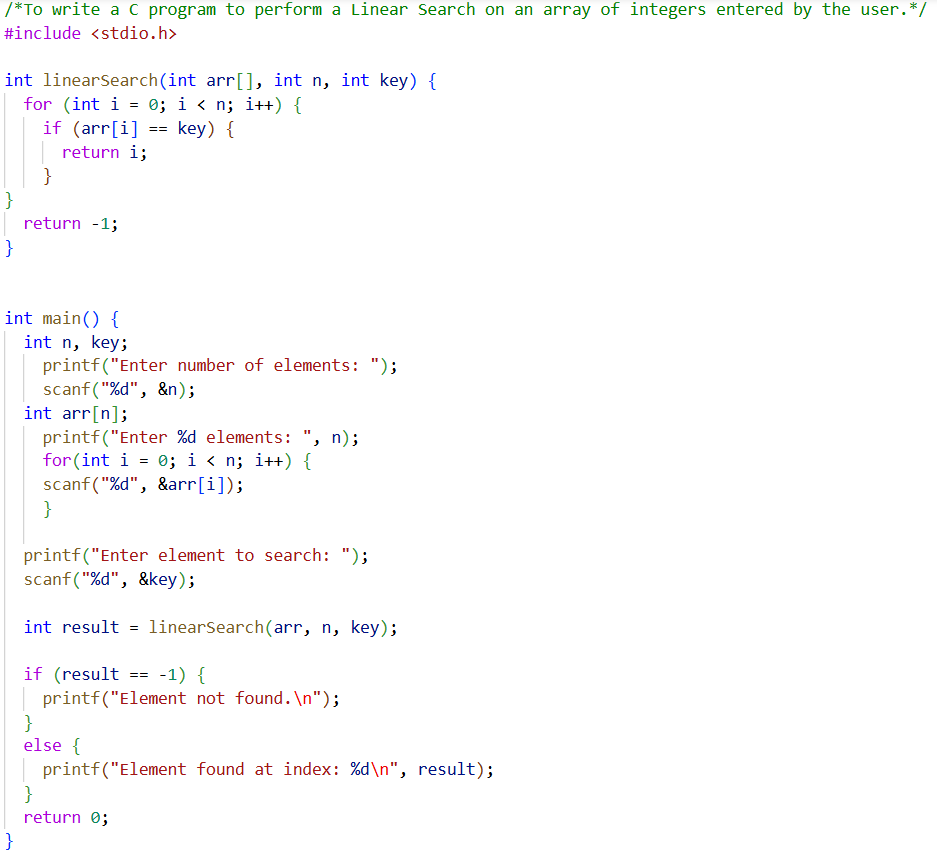 /*To write a C program to perform a Linear Search on an array of integers entered by the user.*/
#include <stdio.h>

int linearSearch(int arr[], int n, int key) {
  for (int i = 0; i < n; i++) {
    if (arr[i] == key) {
      return i;
    }
}
  return -1;
}


int main() {
  int n, key;
    printf("Enter number of elements: ");
    scanf("%d", &n);
  int arr[n];
    printf("Enter %d elements: ", n);
    for(int i = 0; i < n; i++) {
    scanf("%d", &arr[i]);
    }

  printf("Enter element to search: ");
  scanf("%d", &key);

  int result = linearSearch(arr, n, key);

  if (result == -1) {
    printf("Element not found.\n");
  }
  else {
    printf("Element found at index: %d\n", result);
  }
  return 0;
}